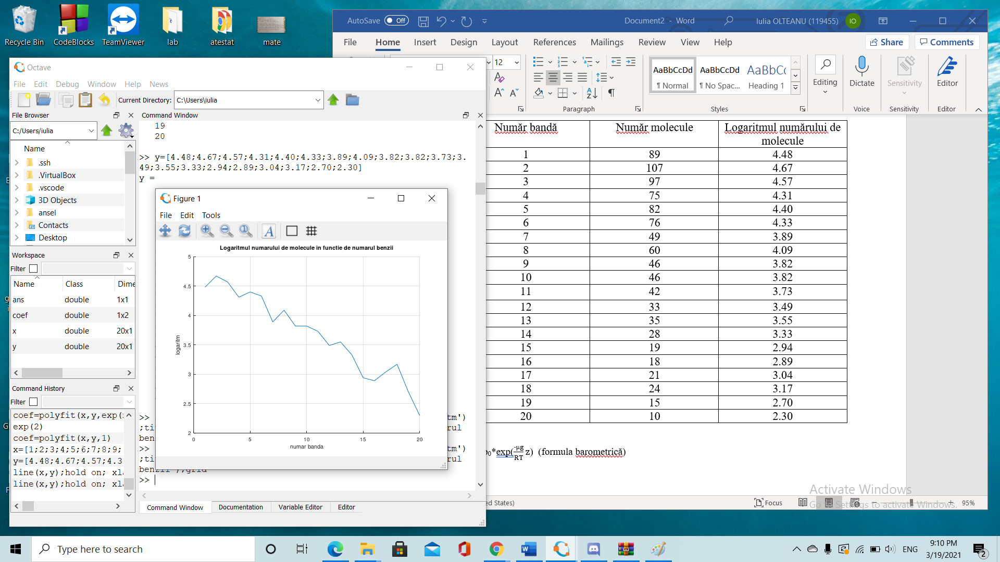 Recycle Bin
CodeBlocks
TeamViewer
lab
atestat
mate
AutoSave Off
Document2 - Word
Iulia OLTEANU (119455) IO
File Home Insert Design Layout References Mailings Review View Help
Share
Comments
12
AaBbCcDd
¶ Normal
AaBbCcDd
¶ No Spac...
AaBbC
Heading 1
Editing
Dictate
Sensitivity
Editor
Paragraph
Styles
Voice
Sensitivity
Editor
Număr bandă Număr molecule Logaritmul numărului de
molecule
1 89 4.48
2 107 4.67
3 97 4.57
4 75 4.31
5 82 4.40
6 76 4.33
7 49 3.89
8 60 4.09
9 46 3.82
10 46 3.82
11 42 3.73
12 33 3.49
13 35 3.55
14 28 3.33
15 19 2.94
16 18 2.89
17 21 3.04
18 24 3.17
19 15 2.70
20 10 2.30
0*exp(-μg/RT z) (formula barometrică)
Activate Windows
Go to Settings to activate Windows.
ed States)
Focus
95%
Octave
File Edit Debug Window Help News
Current Directory: C:\Users\iulia
File Browser
C:/Users/iulia
Name
.ssh
.VirtualBox
.vscode
3D Objects
ansel
Contacts
Desktop
Workspace
Filter
Name Class Dime
ans double 1x1
coef double 1x2
x double 20x1
y double 20x1
Command History
Filter
coef=polyfit(x,y,exp(
exp(2)
coef=polyfit(x,y,1)
x=[1;2;3;4;5;6;7;8;9;
y=[4.48;4.67;4.57;4.3
line(x,y);hold on; xl
line(x,y);hold on; xl
Command Window
19
20
>> y=[4.48;4.67;4.57;4.31;4.40;4.33;3.89;4.09;3.82;3.82;3.73;3.
49;3.55;3.33;2.94;2.89;3.04;3.17;2.70;2.30]
y =
>> tm')
;ti rul
ben
>> tm')
;ti rul
benzii');grid
>>
Command Window Documentation Variable Editor Editor
Figure 1
File Edit Tools
A
Logaritmul numarului de molecule in functie de numarul benzii
5
4.5
4
3.5
3
2.5
2
logaritm
0 5 10 15 20
numar banda
Type here to search
ENG
9:10 PM
3/19/2021
2